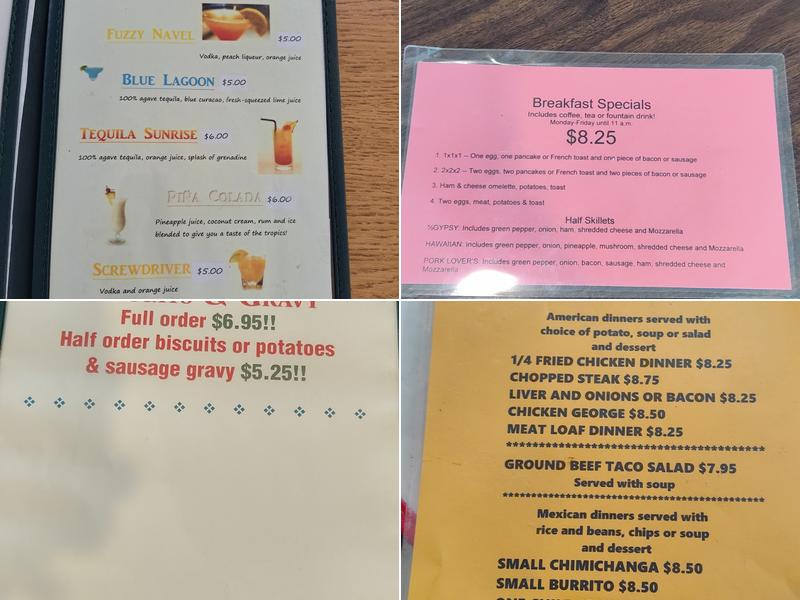 FUZZY NAVEL $5.00
Vodka, peach liqueur, orange juice
BLUE LAGOON $5.00
100% agave tequila, blue curacao, fresh-squeezed lime juice
TEQUILA SUNRISE $6.00
100% agave tequila, orange juice, splash of grenadine
PIÑA COLADA $6.00
Pineapple juice, coconut cream, rum and ice
blended to give you a taste of the tropics!
SCREWDRIVER $5.00
Vodka and orange juice
Breakfast Specials
Includes coffee, tea or fountain drink!
Monday-Friday until 11 a.m.
$8.25
1. 1x1x1 -- One egg, one pancake or French toast and one piece of bacon or sausage
2. 2x2x2 -- Two eggs, two pancakes or French toast and two pieces of bacon or sausage
3. Ham & cheese omelette, potatoes, toast
4. Two eggs, meat, potatoes & toast
Half Skillets
½GYPSY: Includes green pepper, onion, ham, shredded cheese and Mozzarella
HAWAIIAN: includes green pepper, onion, pineapple, mushroom, shredded cheese and Mozzarella
PORK LOVER'S: Includes green pepper, onion, bacon, sausage, ham, shredded cheese and
Mozzarella
& GRAVY
Full order $6.95!!
Half order biscuits or potatoes
& sausage gravy $5.25!!
American dinners served with
choice of potato, soup or salad
and dessert
1/4 FRIED CHICKEN DINNER $8.25
CHOPPED STEAK $8.75
LIVER AND ONIONS OR BACON $8.25
CHICKEN GEORGE $8.50
MEAT LOAF DINNER $8.25
******************************************
GROUND BEEF TACO SALAD $7.95
Served with soup
******************************************
Mexican dinners served with
rice and beans, chips or soup
and dessert
SMALL CHIMICHANGA $8.50
SMALL BURRITO $8.50